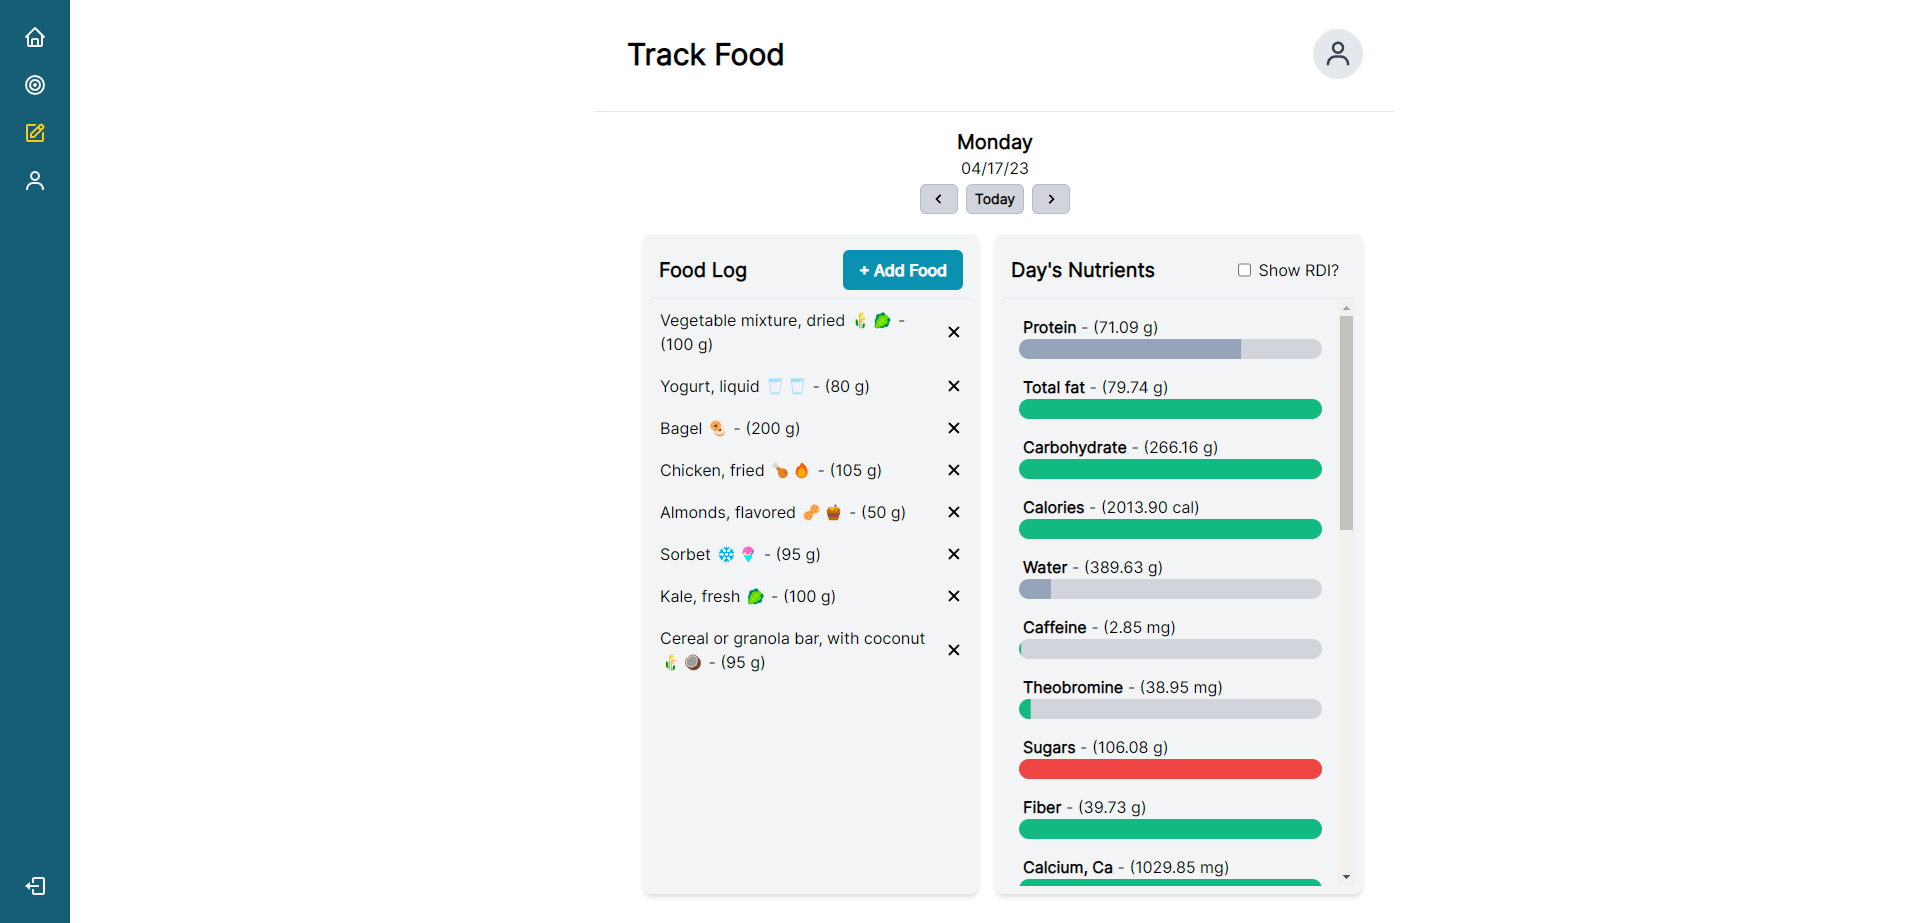 Track Food
Monday
04/17/23
Today
Food Log
+ Add Food
Vegetable mixture, dried 🌾 🥬 -
(100 g)
Yogurt, liquid 🥛 🥛 - (80 g)
Bagel 🥯 - (200 g)
Chicken, fried 🍗 🔥 - (105 g)
Almonds, flavored 🥜 🌰 - (50 g)
Sorbet ❄️ 🍧 - (95 g)
Kale, fresh 🥬 - (100 g)
Cereal or granola bar, with coconut
🌾 🥥 - (95 g)
Day's Nutrients
Show RDI?
Protein - (71.09 g)
Total fat - (79.74 g)
Carbohydrate - (266.16 g)
Calories - (2013.90 cal)
Water - (389.63 g)
Caffeine - (2.85 mg)
Theobromine - (38.95 mg)
Sugars - (106.08 g)
Fiber - (39.73 g)
Calcium, Ca - (1029.85 mg)